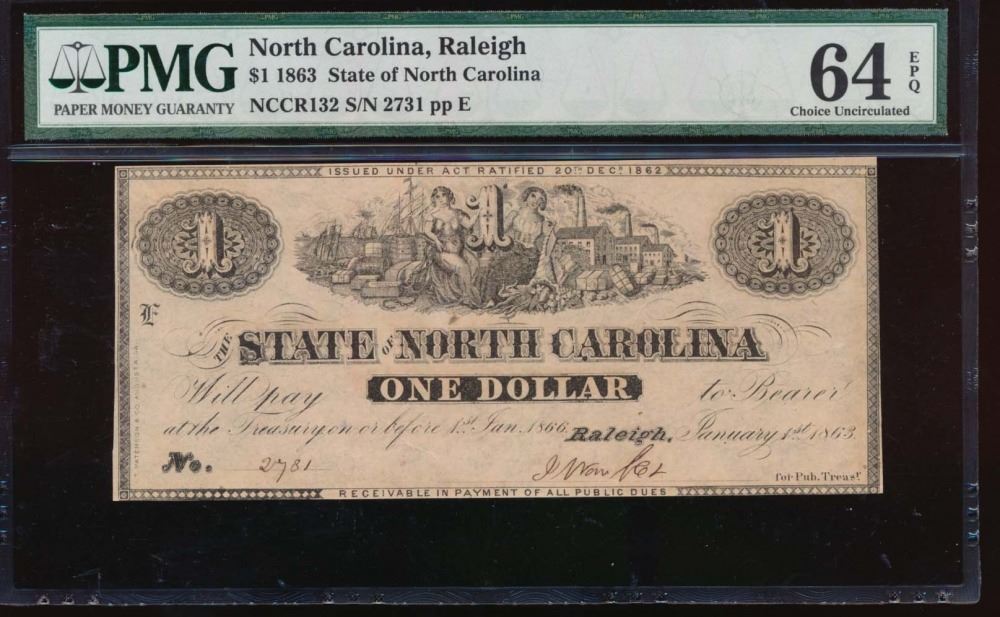 PMG
PAPER MONEY GUARANTY
North Carolina, Raleigh
$1 1863 State of North Carolina
NCCR132 S/N 2731 pp E
64 EPQ
Choice Uncirculated
ISSUED UNDER ACT RATIFIED 20TH DECR 1862
1 1 1
E
THE STATE OF NORTH CAROLINA
Will pay ONE DOLLAR to Bearer
at the Treasury on or before 1st Jan. 1866. Raleigh, January 1st 1863.
No. 2731
for Pub. Treasr
RECEIVABLE IN PAYMENT OF ALL PUBLIC DUES